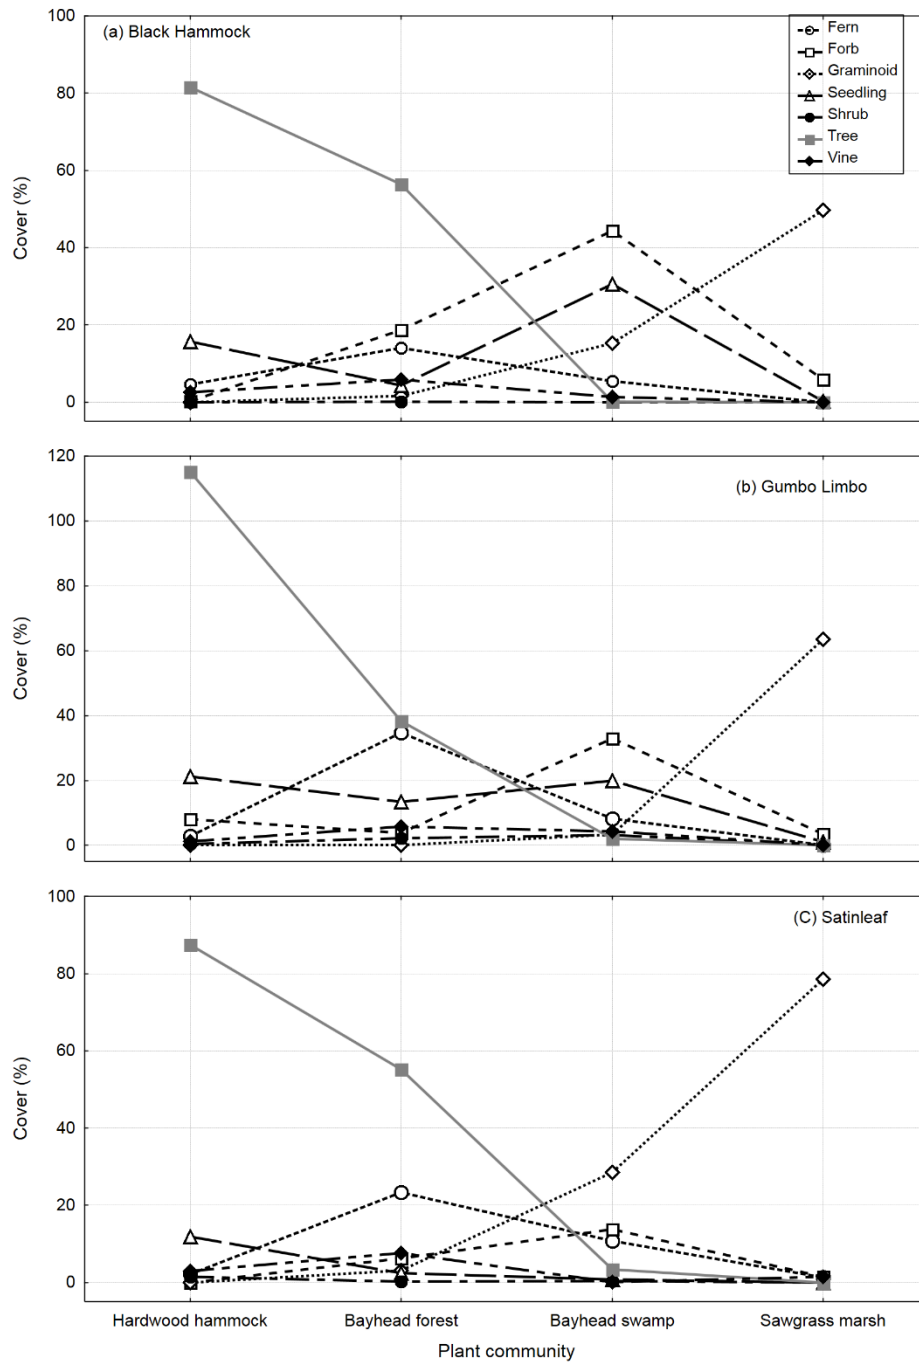 (a) Black Hammock
Fern
Forb
Graminoid
Seedling
Shrub
Tree
Vine
Cover (%)
100
80
60
40
20
0
(b) Gumbo Limbo
Cover (%)
120
100
80
60
40
20
0
(C) Satinleaf
Cover (%)
100
80
60
40
20
0
Hardwood hammock Bayhead forest Bayhead swamp Sawgrass marsh
Plant community